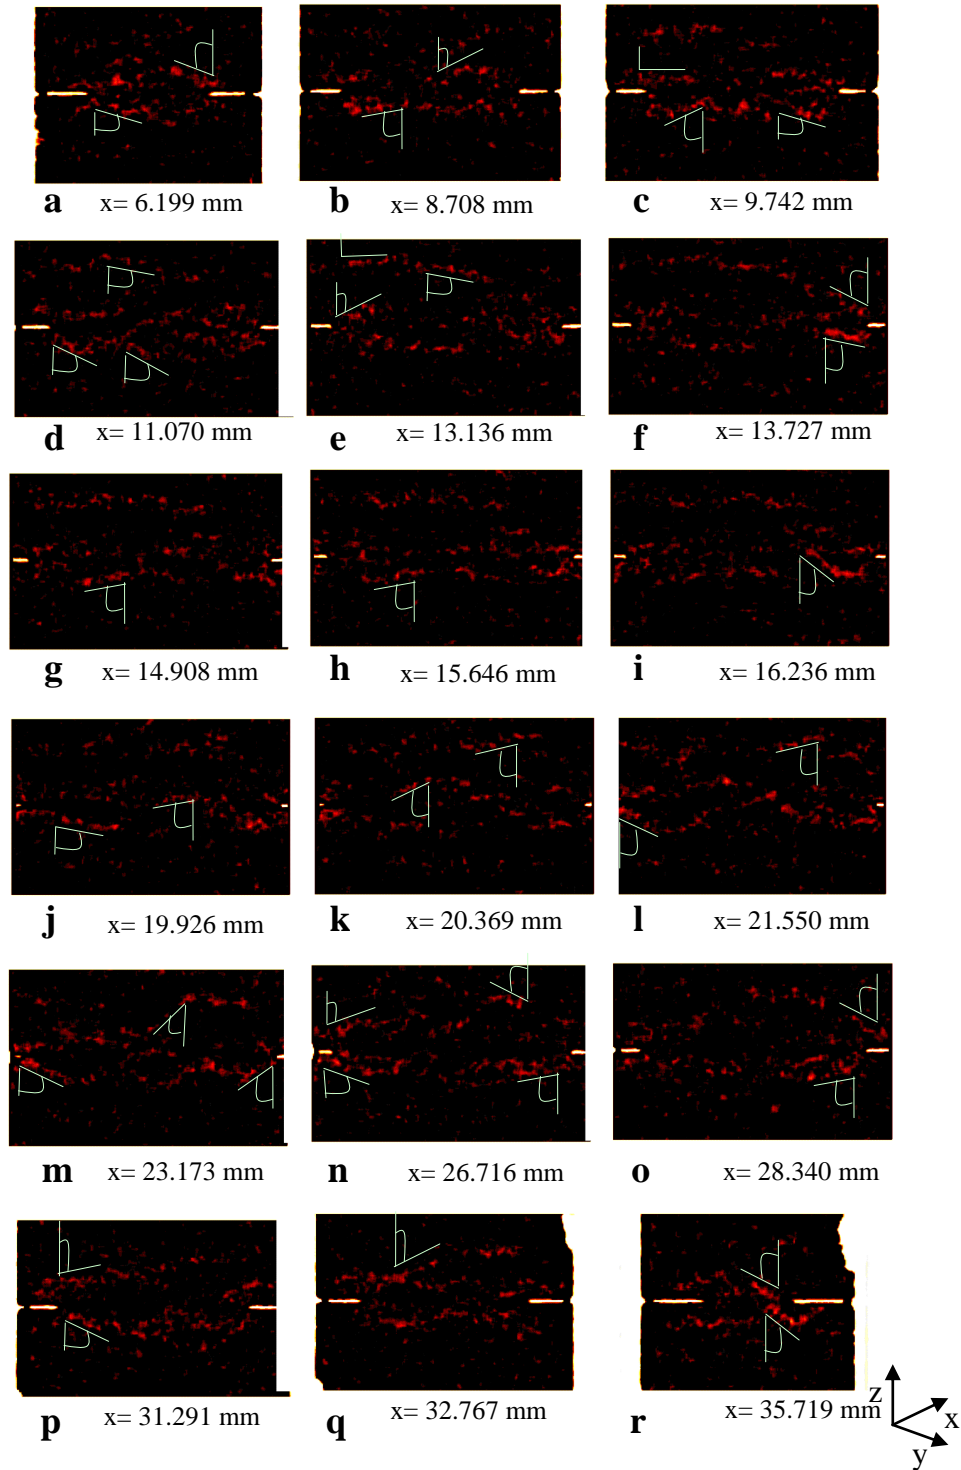 a x= 6.199 mm
b x= 8.708 mm
c x= 9.742 mm
d x= 11.070 mm
e x= 13.136 mm
f x= 13.727 mm
g x= 14.908 mm
h x= 15.646 mm
i x= 16.236 mm
j x= 19.926 mm
k x= 20.369 mm
l x= 21.550 mm
m x= 23.173 mm
n x= 26.716 mm
o x= 28.340 mm
p x= 31.291 mm
q x= 32.767 mm
r x= 35.719 mm
z
x
y